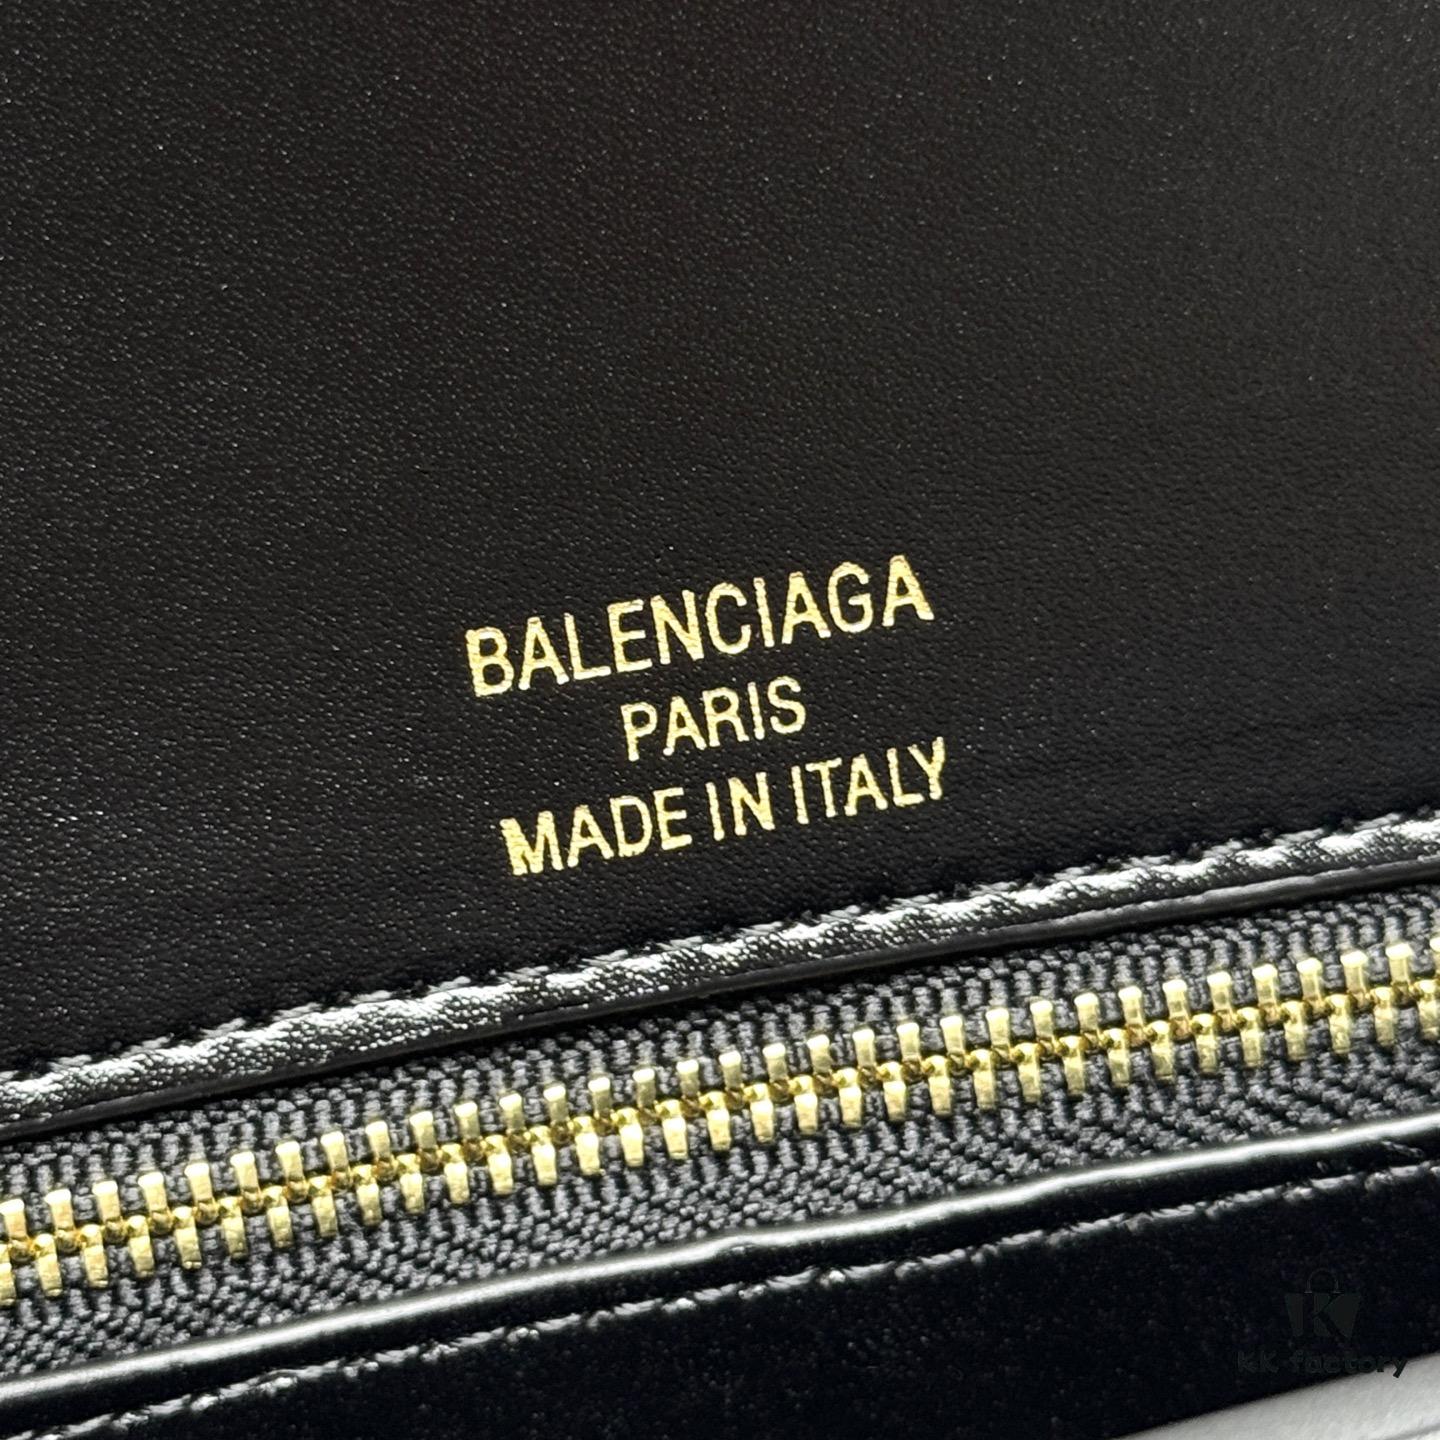 BALENCIAGA
PARIS
MADE IN ITALY
K
KK factory